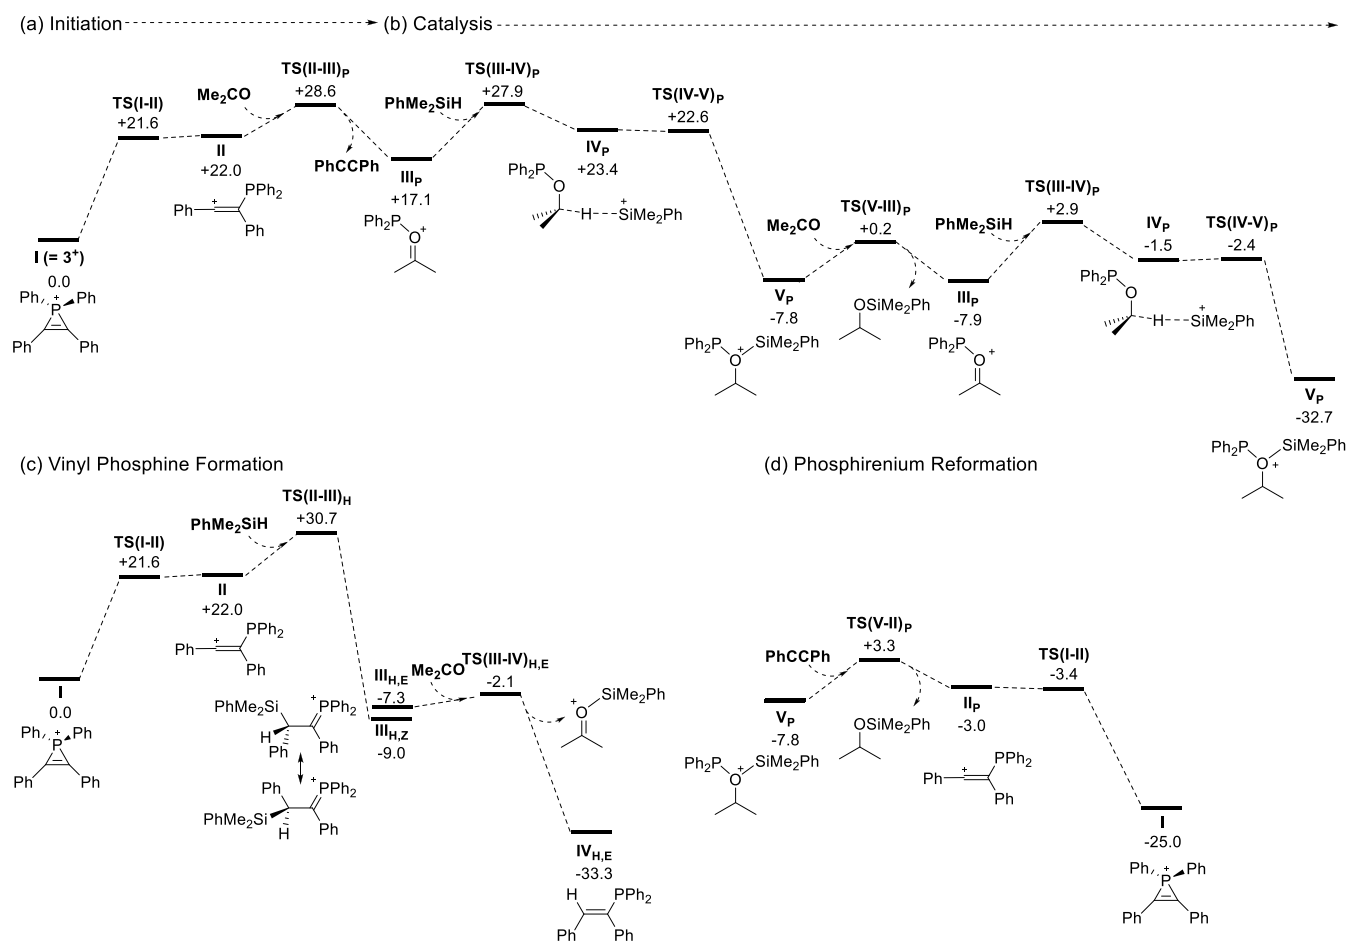 (a) Initiation
(b) Catalysis
TS(I-II)
+21.6
Me2CO
TS(II-III)P
+28.6
PhMe2SiH
TS(III-IV)P
+27.9
TS(IV-V)P
+22.6
II
+22.0
PhCCPh
IIIP
+17.1
IVP
+23.4
Ph
+
PPh2
Ph
Ph2P
O
+
Ph2P
O
H
+
SiMe2Ph
I (= 3+)
0.0
Ph
+
P
Ph
Ph
Ph
Me2CO
TS(V-III)P
+0.2
PhMe2SiH
TS(III-IV)P
+2.9
IVP
-1.5
TS(IV-V)P
-2.4
VP
-7.8
OSiMe2Ph
IIIP
-7.9
Ph2P
O
H
+
SiMe2Ph
Ph2P
O
+
SiMe2Ph
Ph2P
O
+
VP
-32.7
Ph2P
O
+
SiMe2Ph
(c) Vinyl Phosphine Formation
(d) Phosphirenium Reformation
TS(II-III)H
+30.7
PhMe2SiH
TS(I-II)
+21.6
II
+22.0
Ph
+
PPh2
Ph
I
0.0
Ph
+
P
Ph
Ph
Ph
IIIH,E
-7.3
Me2CO
TS(III-IV)H,E
-2.1
IIIH,Z
-9.0
PhMe2Si
+
PPh2
H
Ph
Ph
Ph
+
PPh2
PhMe2Si
H
Ph
SiMe2Ph
+
O
IVH,E
-33.3
H
PPh2
Ph
Ph
PhCCPh
TS(V-II)P
+3.3
TS(I-II)
-3.4
VP
-7.8
OSiMe2Ph
IIP
-3.0
Ph2P
O
+
SiMe2Ph
Ph
+
PPh2
Ph
I
-25.0
Ph
+
P
Ph
Ph
Ph